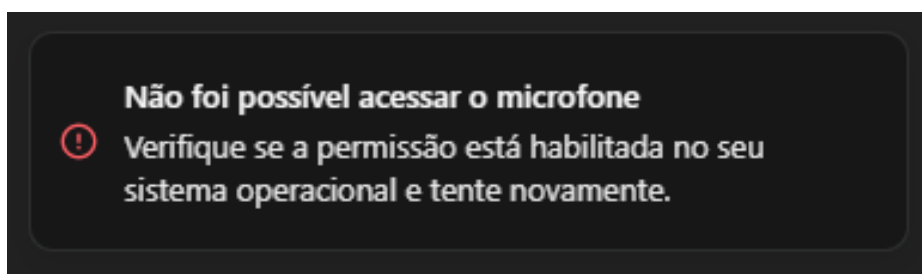 Não foi possível acessar o microfone
Verifique se a permissão está habilitada no seu
sistema operacional e tente novamente.